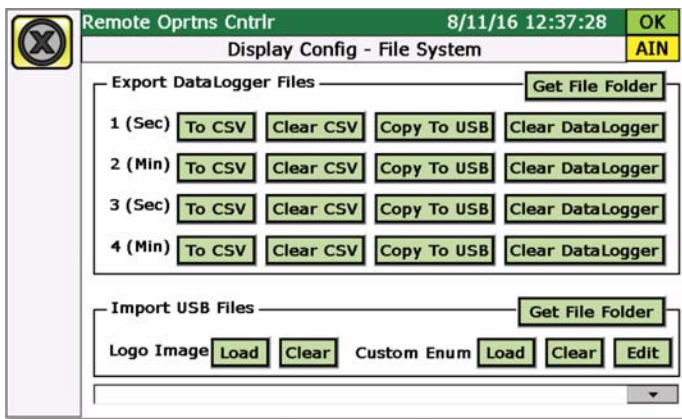 Remote Oprtns Cntrlr 8/11/16 12:37:28 OK
Display Config - File System AIN
Export DataLogger Files Get File Folder
1 (Sec) To CSV Clear CSV Copy To USB Clear DataLogger
2 (Min) To CSV Clear CSV Copy To USB Clear DataLogger
3 (Sec) To CSV Clear CSV Copy To USB Clear DataLogger
4 (Min) To CSV Clear CSV Copy To USB Clear DataLogger
Import USB Files Get File Folder
Logo Image Load Clear Custom Enum Load Clear Edit